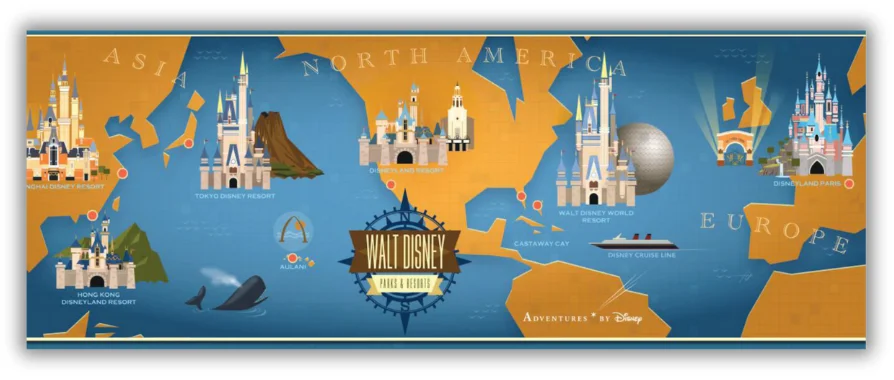 ASIA
NORTH AMERICA
NGHAI DISNEY RESORT
TOKYO DISNEY RESORT
DISNEYLAND RESORT
WALT DISNEY WORLD
RESORT
DISNEYLAND PARIS
EUROPE
N
WALT DISNEY
PARKS & RESORTS
S
AULANI
CASTAWAY CAY
DISNEY CRUISE LINE
HONG KONG
DISNEYLAND RESORT
ADVENTURES * BY Disney